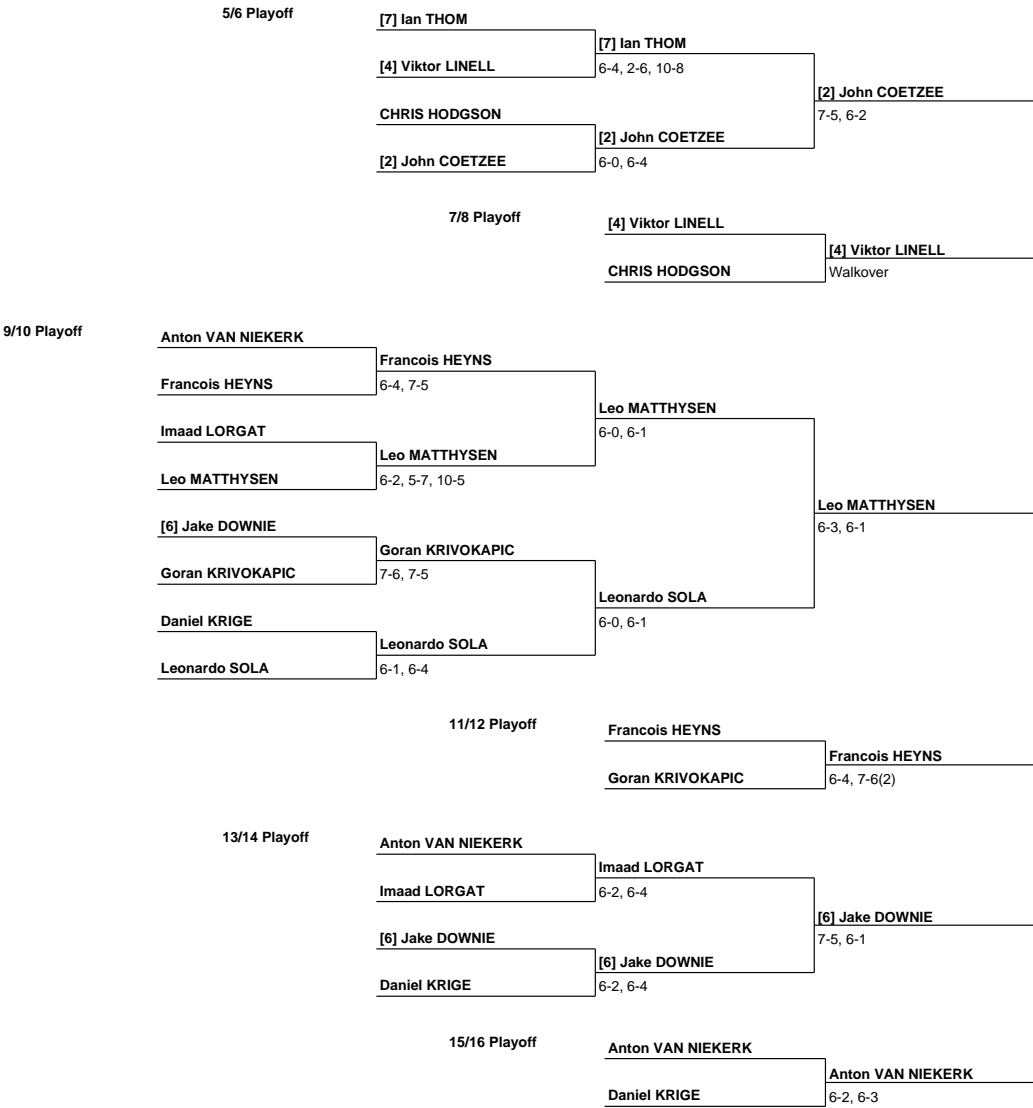 5/6 Playoff
[7] Ian THOM
[7] Ian THOM
[4] Viktor LINELL
6-4, 2-6, 10-8
[2] John COETZEE
CHRIS HODGSON
7-5, 6-2
[2] John COETZEE
[2] John COETZEE
6-0, 6-4
7/8 Playoff
[4] Viktor LINELL
[4] Viktor LINELL
CHRIS HODGSON
Walkover
9/10 Playoff
Anton VAN NIEKERK
Francois HEYNS
Francois HEYNS
6-4, 7-5
Leo MATTHYSEN
Imaad LORGAT
6-0, 6-1
Leo MATTHYSEN
Leo MATTHYSEN
6-2, 5-7, 10-5
Leo MATTHYSEN
[6] Jake DOWNIE
6-3, 6-1
Goran KRIVOKAPIC
Goran KRIVOKAPIC
7-6, 7-5
Leonardo SOLA
Daniel KRIGE
6-0, 6-1
Leonardo SOLA
Leonardo SOLA
6-1, 6-4
11/12 Playoff
Francois HEYNS
Francois HEYNS
Goran KRIVOKAPIC
6-4, 7-6(2)
13/14 Playoff
Anton VAN NIEKERK
Imaad LORGAT
Imaad LORGAT
6-2, 6-4
[6] Jake DOWNIE
[6] Jake DOWNIE
7-5, 6-1
[6] Jake DOWNIE
Daniel KRIGE
6-2, 6-4
15/16 Playoff
Anton VAN NIEKERK
Anton VAN NIEKERK
Daniel KRIGE
6-2, 6-3